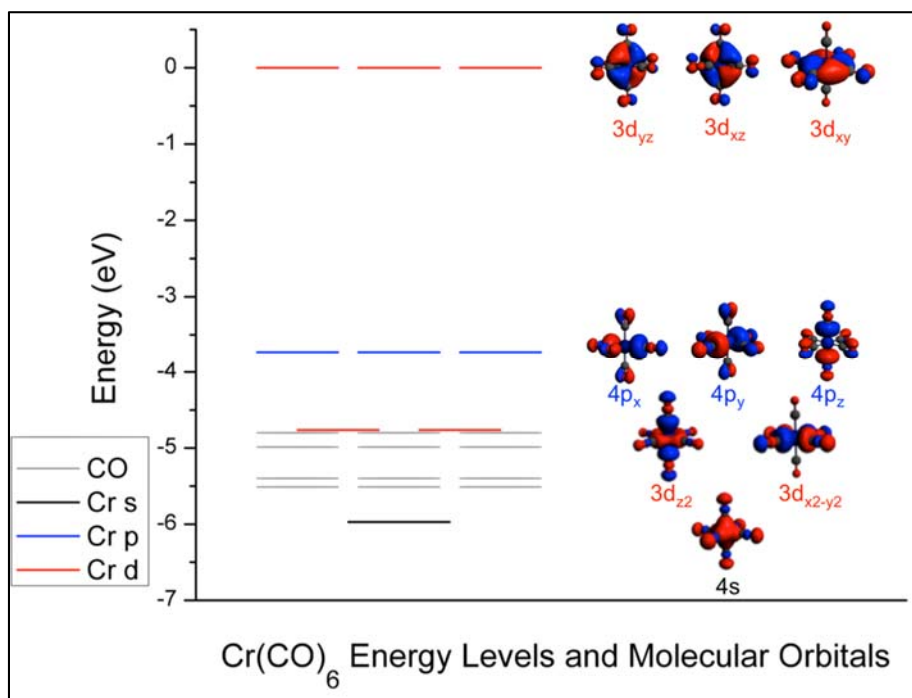 0
-1
-2
-3
-4
-5
-6
-7
Energy (eV)
CO
Cr s
Cr p
Cr d
3dyz
3dxz
3dxy
4px
4py
4pz
3dz2
3dx2-y2
4s
Cr(CO)6 Energy Levels and Molecular Orbitals